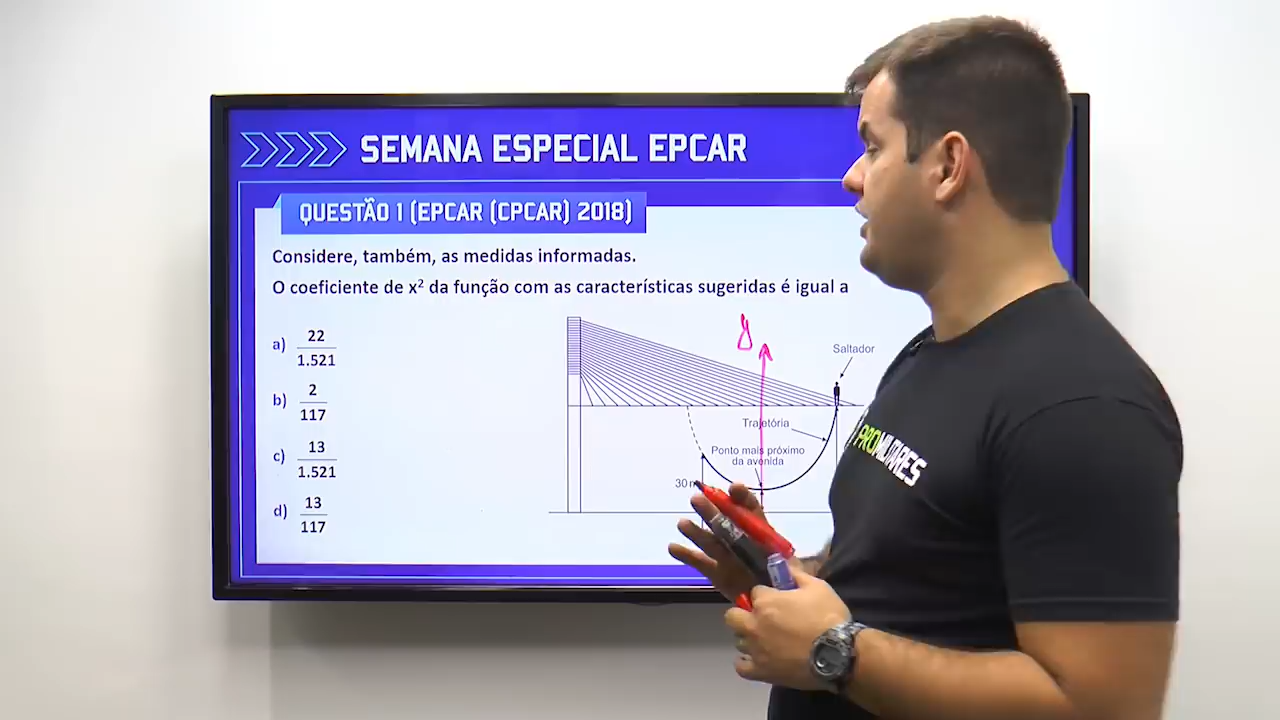 SEMANA ESPECIAL EPCAR
QUESTÃO 1 (EPCAR (CPCAR) 2018)
Considere, também, as medidas informadas.
O coeficiente de x² da função com as características sugeridas é igual a
a) 22
1.521
b) 2
117
c) 13
1.521
d) 13
117
y
Saltador
Trajetória
Ponto mais próximo
da avenida
30
PROMILITARES